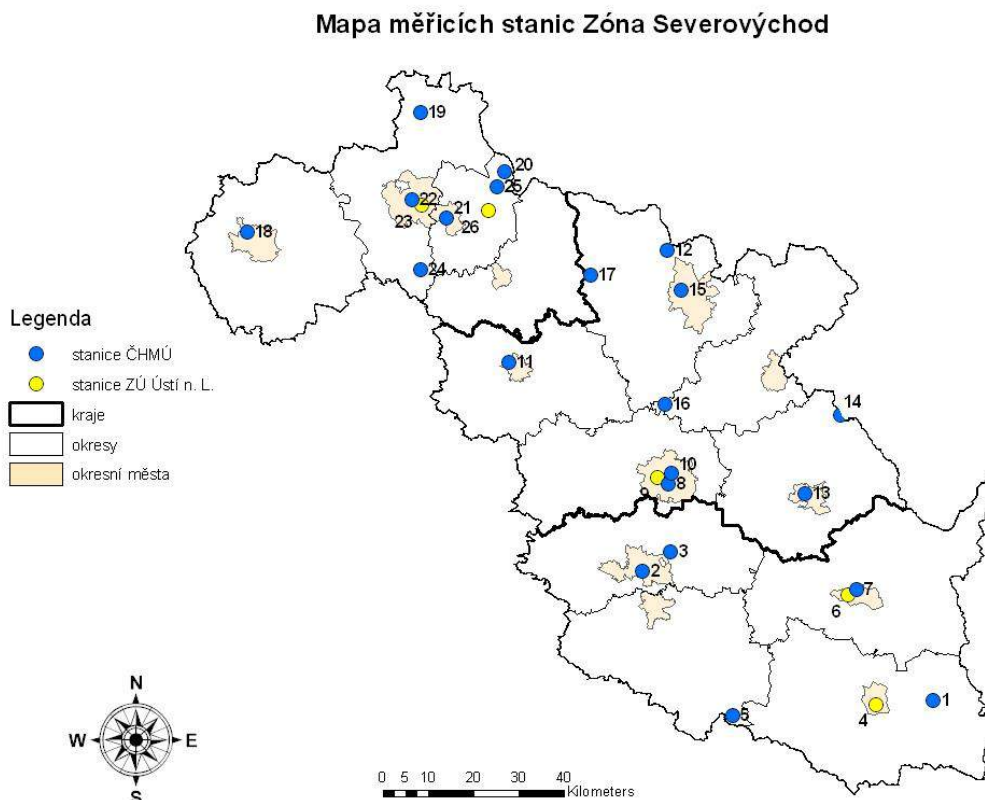 Mapa měřicích stanic Zóna Severovýchod
19
20
25
22
21
23
26
18
12
24
17
15
Legenda
stanice ČHMÚ
11
stanice ZÚ Ústí n. L.
kraje
16
14
okresy
okresní města
10
8
9
13
3
2
7
6
N
1
4
5
W
E
S
0 5 10 20 30 40
Kilometers